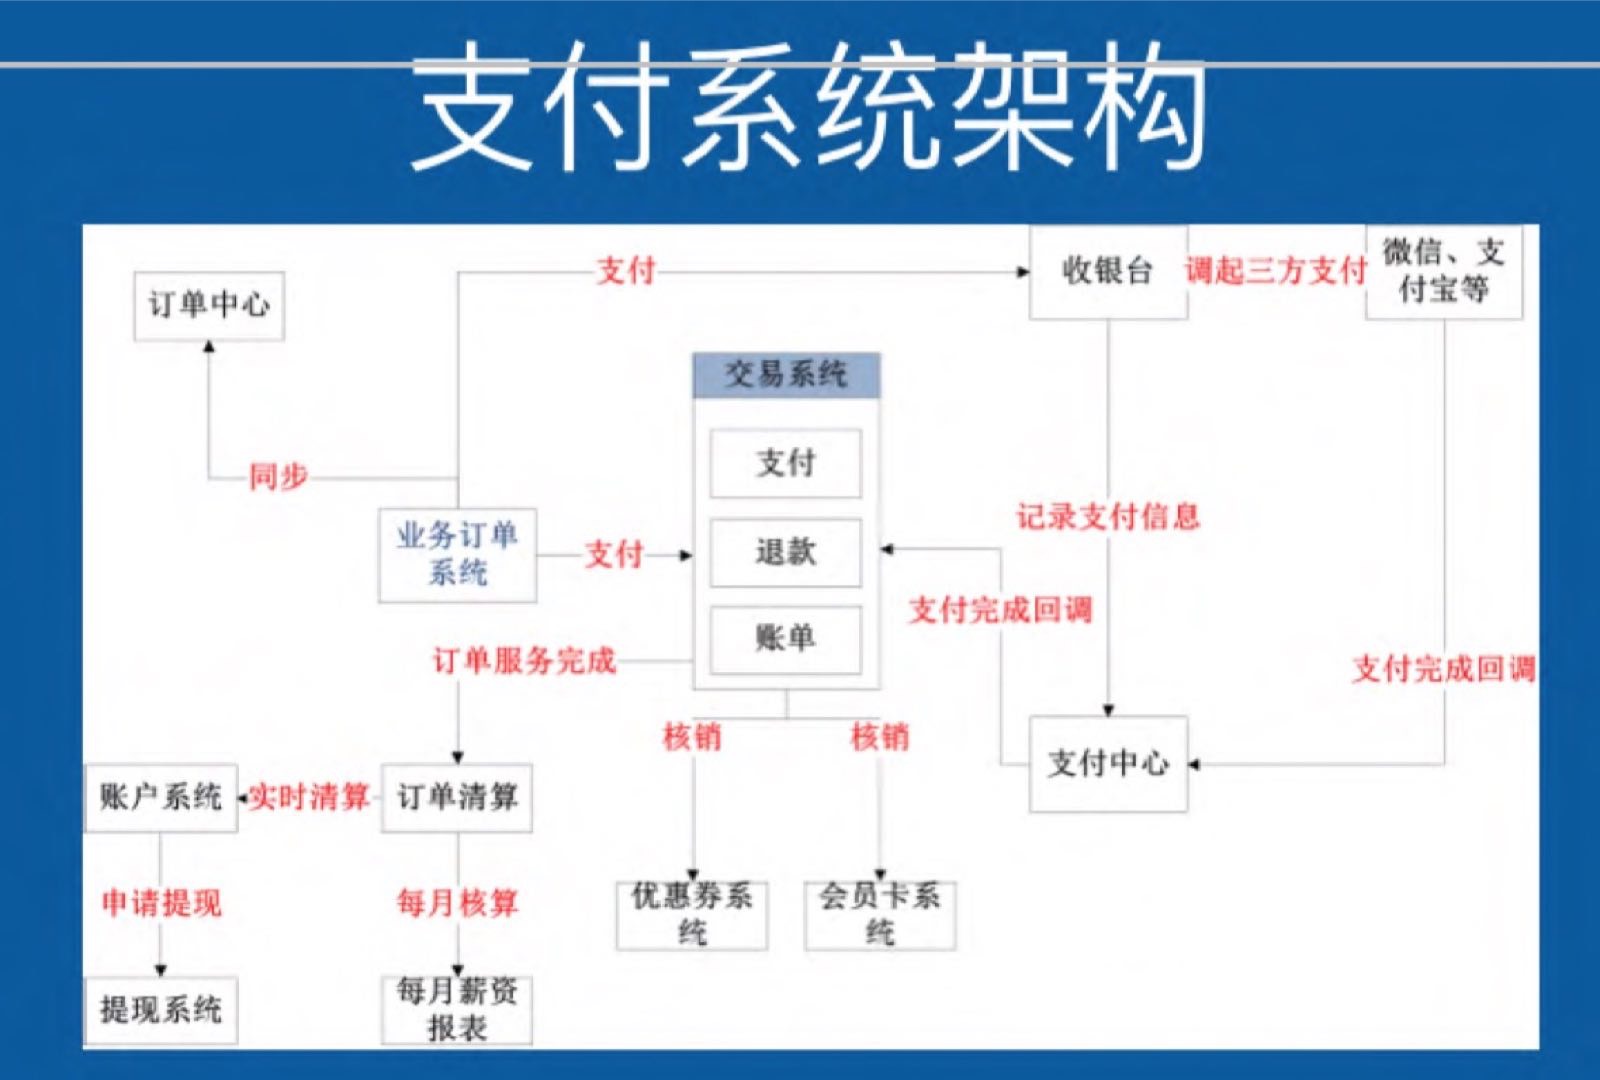 支付系统架构
支付
收银台
调起三方支付
微信、支
付宝等
订单中心
交易系统
支付
同步
记录支付信息
业务订单
系统
支付
退款
支付完成回调
账单
订单服务完成
支付完成回调
核销
核销
支付中心
账户系统
实时清算
订单清算
申请提现
每月核算
优惠券系
统
会员卡系
统
提现系统
每月薪资
报表